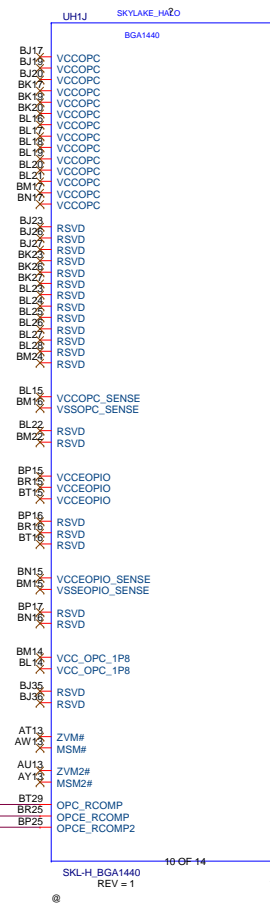 UH1J SKYLAKE_HALO ?
BGA1440
BJ17 VCCOPC
BJ19 VCCOPC
BJ20 VCCOPC
BK17 VCCOPC
BK19 VCCOPC
BK20 VCCOPC
BL16 VCCOPC
BL17 VCCOPC
BL18 VCCOPC
BL19 VCCOPC
BL20 VCCOPC
BL21 VCCOPC
BM17 VCCOPC
BN17 VCCOPC
BJ23 RSVD
BJ26 RSVD
BJ27 RSVD
BK23 RSVD
BK26 RSVD
BK27 RSVD
BL23 RSVD
BL24 RSVD
BL25 RSVD
BL26 RSVD
BL27 RSVD
BL28 RSVD
BM24 RSVD
BL15 VCCOPC_SENSE
BM16 VSSOPC_SENSE
BL22 RSVD
BM22 RSVD
BP15 VCCEOPIO
BR15 VCCEOPIO
BT15 VCCEOPIO
BP16 RSVD
BR16 RSVD
BT16 RSVD
BN15 VCCEOPIO_SENSE
BM15 VSSEOPIO_SENSE
BP17 RSVD
BN16 RSVD
BM14 VCC_OPC_1P8
BL14 VCC_OPC_1P8
BJ35 RSVD
BJ36 RSVD
AT13 ZVM#
AW13 MSM#
AU13 ZVM2#
AY13 MSM2#
BT29 OPC_RCOMP
BR25 OPCE_RCOMP
BP25 OPCE_RCOMP2
10 OF 14
SKL-H_BGA1440
REV = 1
@